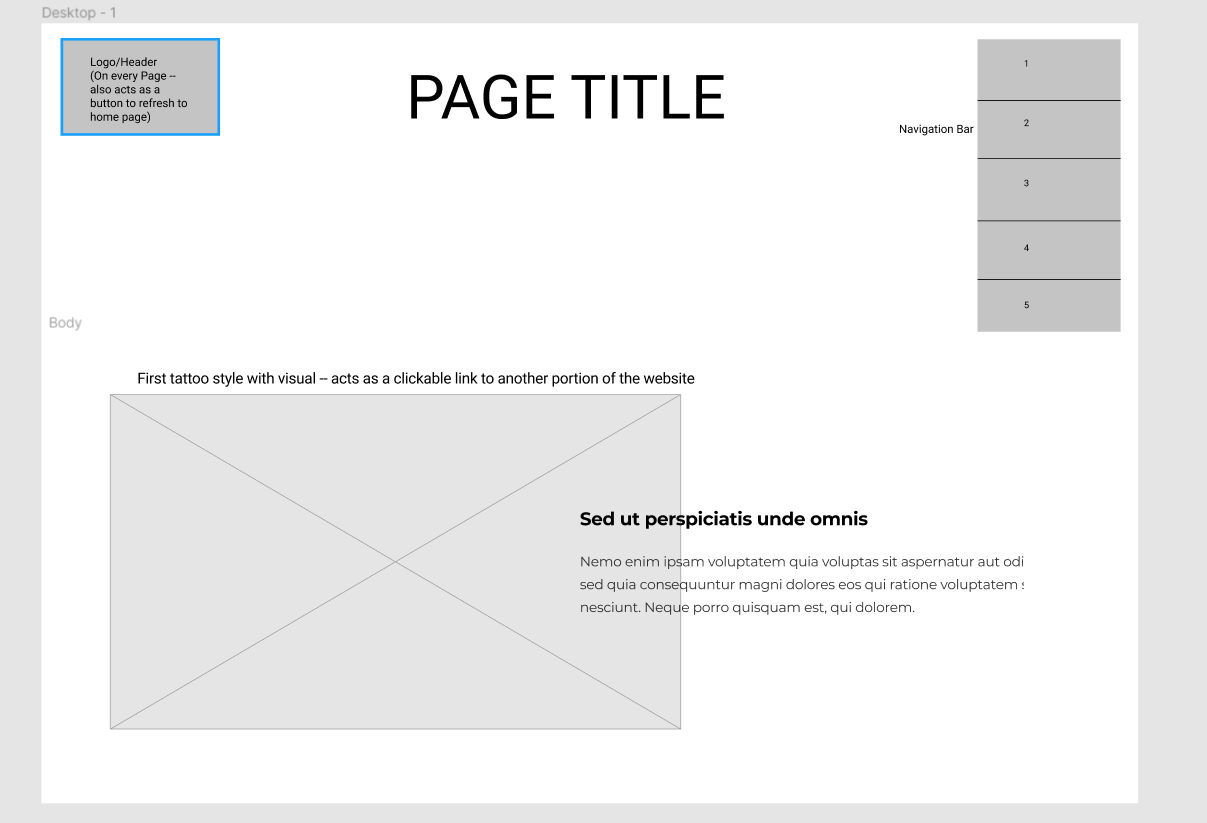 Desktop - 1
Logo/Header
(On every Page --
also acts as a
button to refresh to
home page)
PAGE TITLE
Navigation Bar
1
2
3
4
5
Body
First tattoo style with visual -- acts as a clickable link to another portion of the website
Sed ut perspiciatis unde omnis
Nemo enim ipsam voluptatem quia voluptas sit aspernatur aut odi
sed quia consequuntur magni dolores eos qui ratione voluptatem
nesciunt. Neque porro quisquam est, qui dolorem.